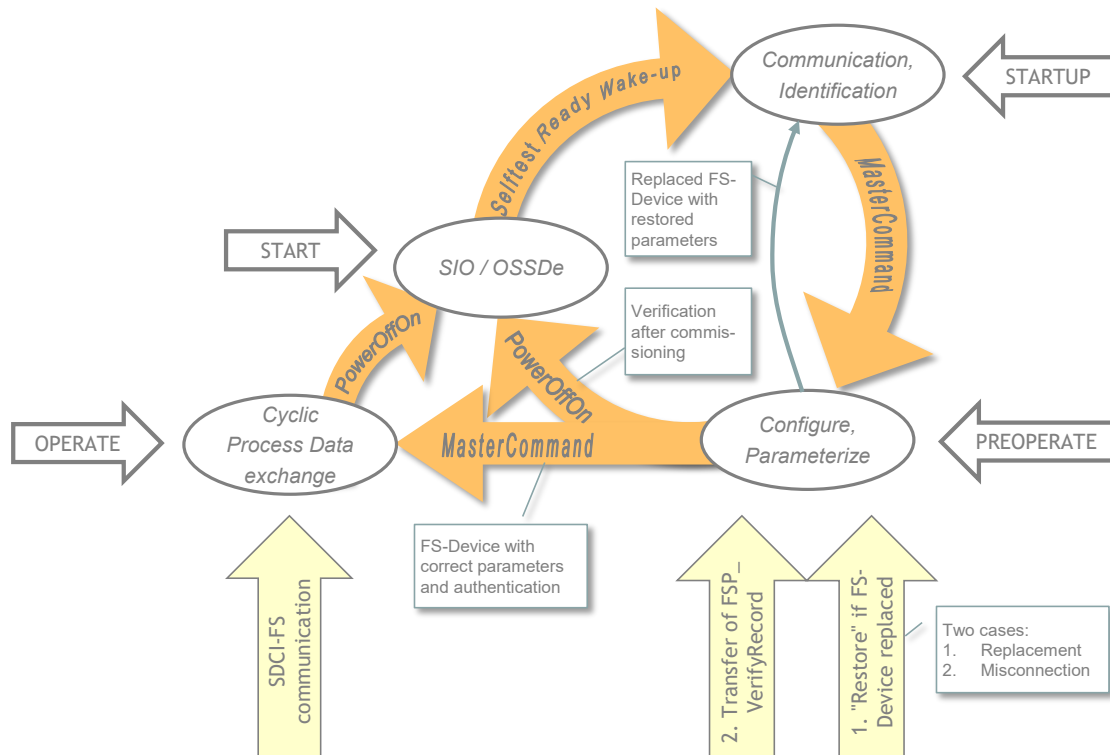 Communication,
Identification
STARTUP
Selftest Ready Wake-up
MasterCommand
Replaced FS-
Device with
restored
parameters
START
SIO / OSSDe
Verification
after commis-
sioning
PowerOffOn
PowerOffOn
OPERATE
Cyclic
Process Data
exchange
MasterCommand
Configure,
Parameterize
PREOPERATE
FS-Device with
correct parameters
and authentication
SDCI-FS
communication
2. Transfer of FSP_
VerifyRecord
1. "Restore" if FS-
Device replaced
Two cases:
1. Replacement
2. Misconnection